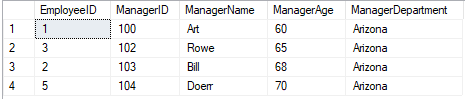 EmployeeID ManagerID ManagerName ManagerAge ManagerDepartment
1 1 100 Art 60 Arizona
2 3 102 Rowe 65 Arizona
3 2 103 Bill 68 Arizona
4 5 104 Doerr 70 Arizona